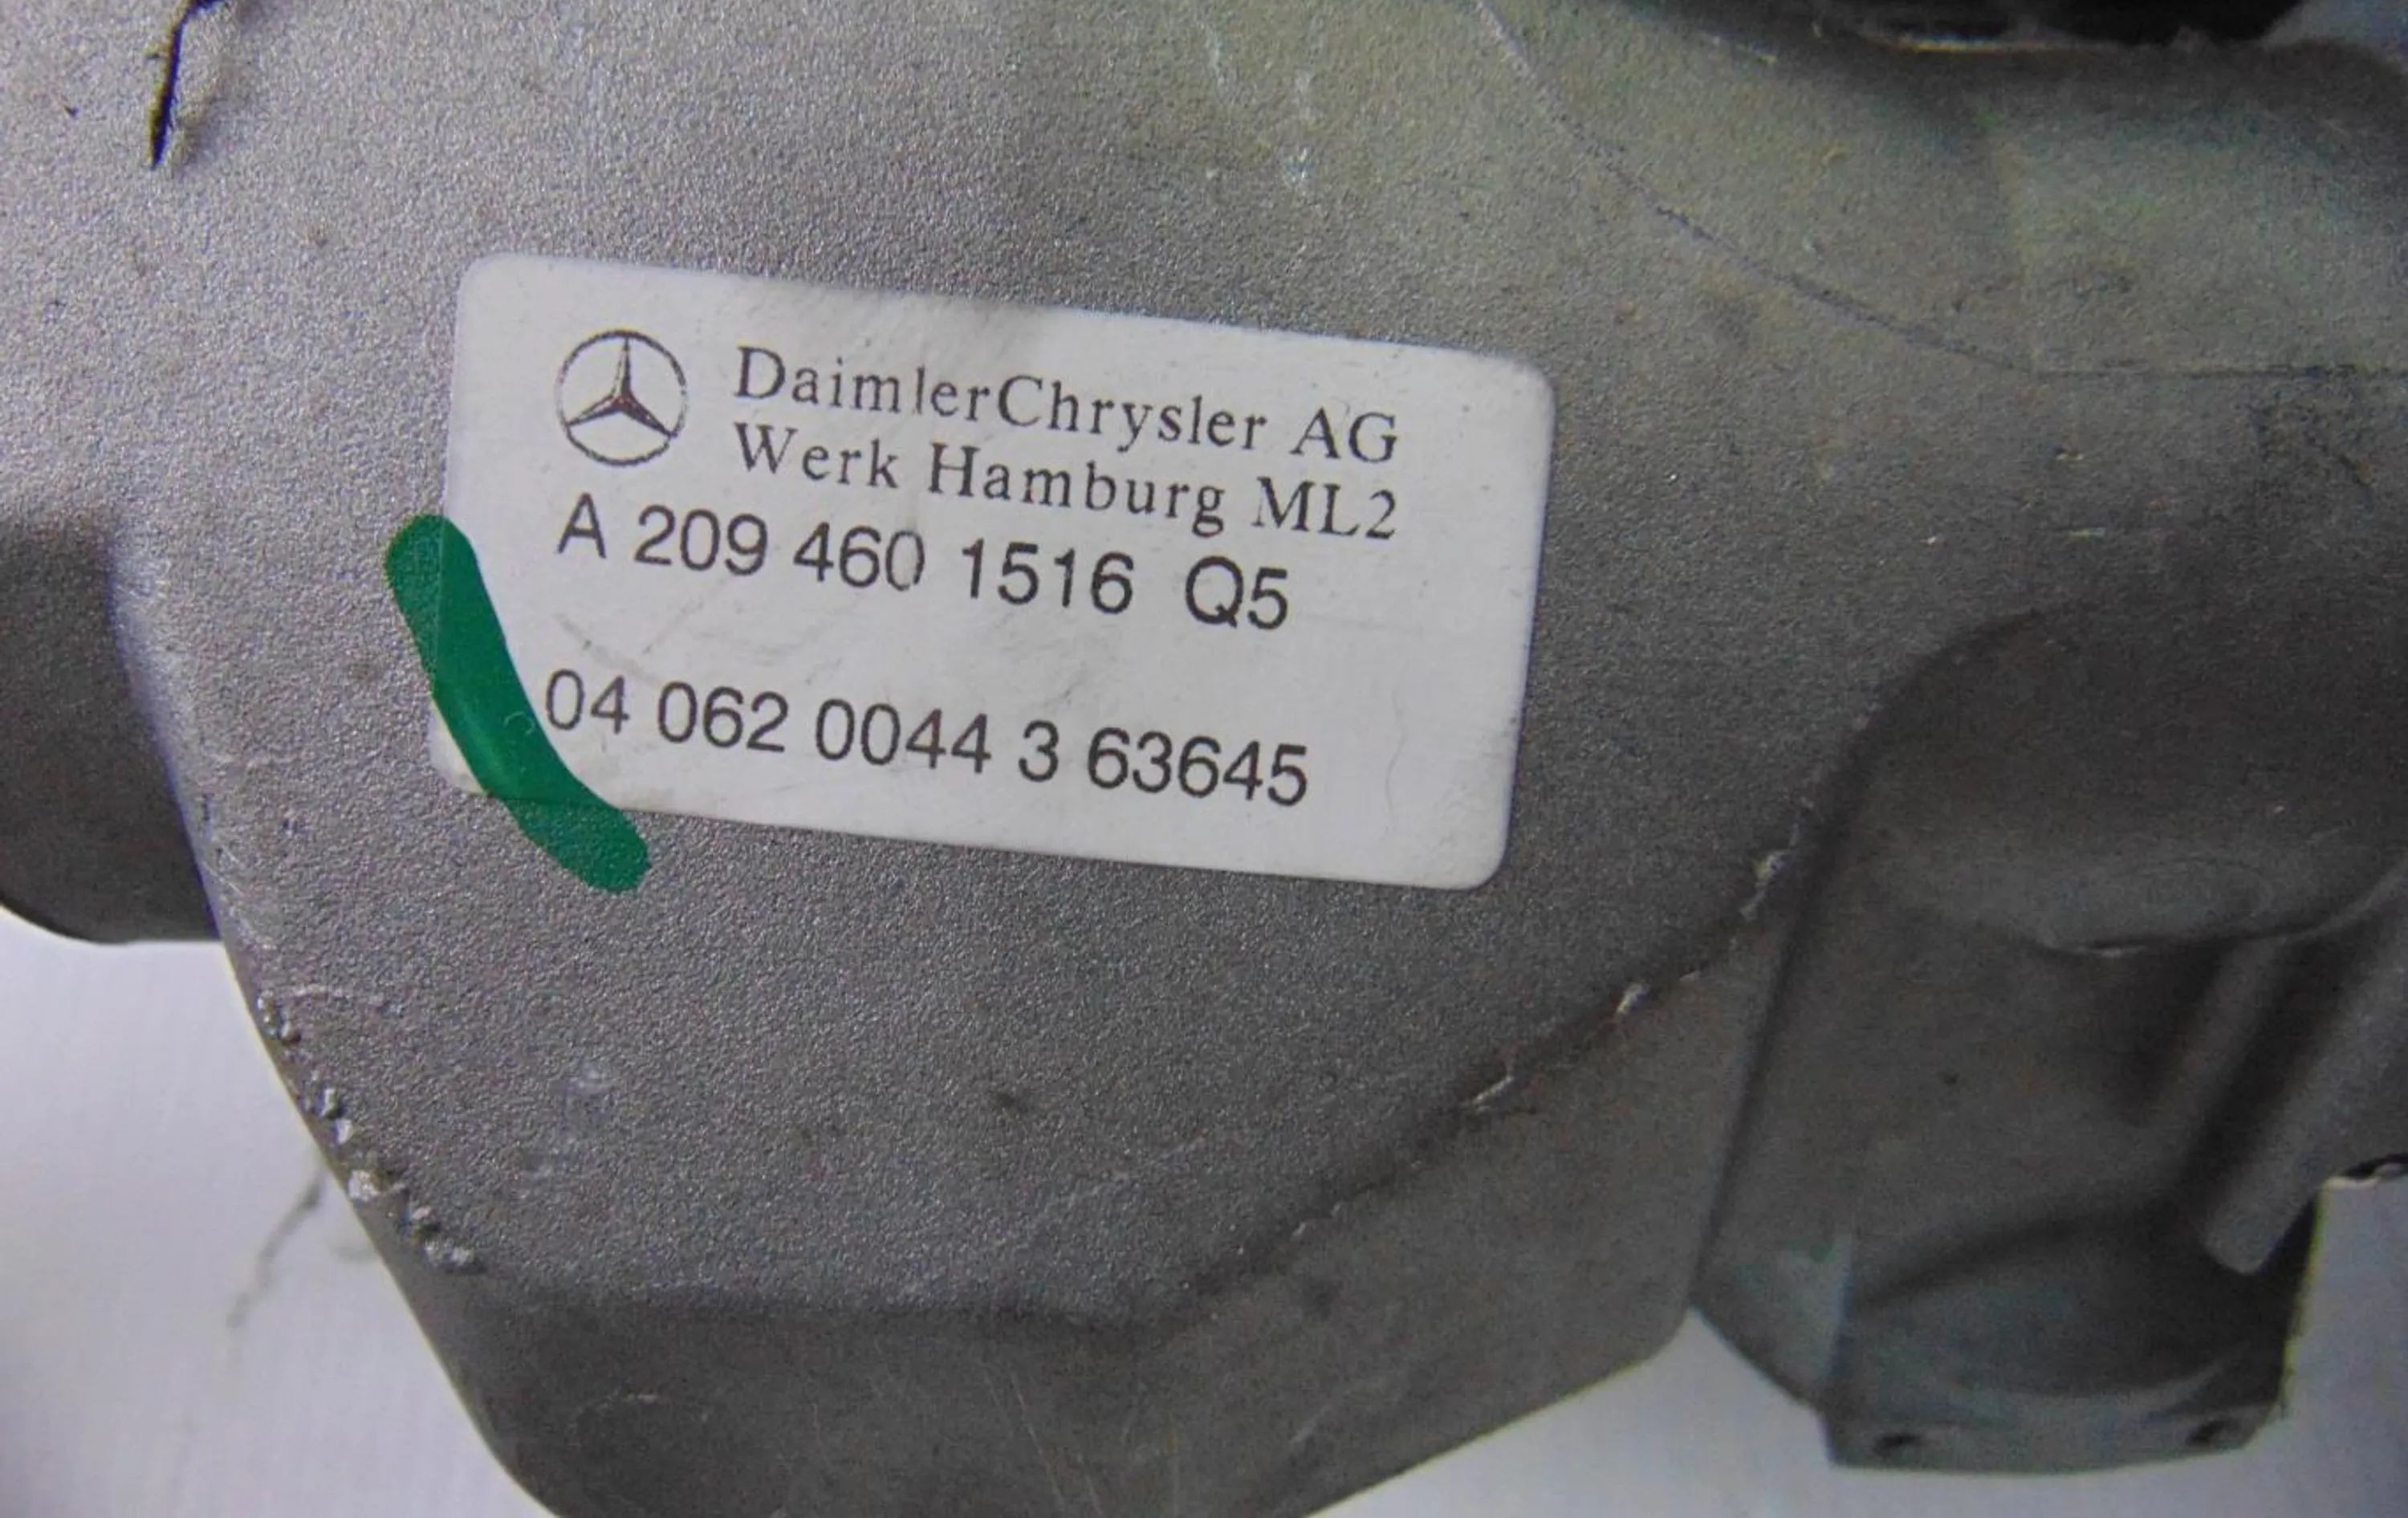 DaimlerChrysler AG
Werk Hamburg ML2
A 209 460 1516 Q5
04 062 0044 3 63645